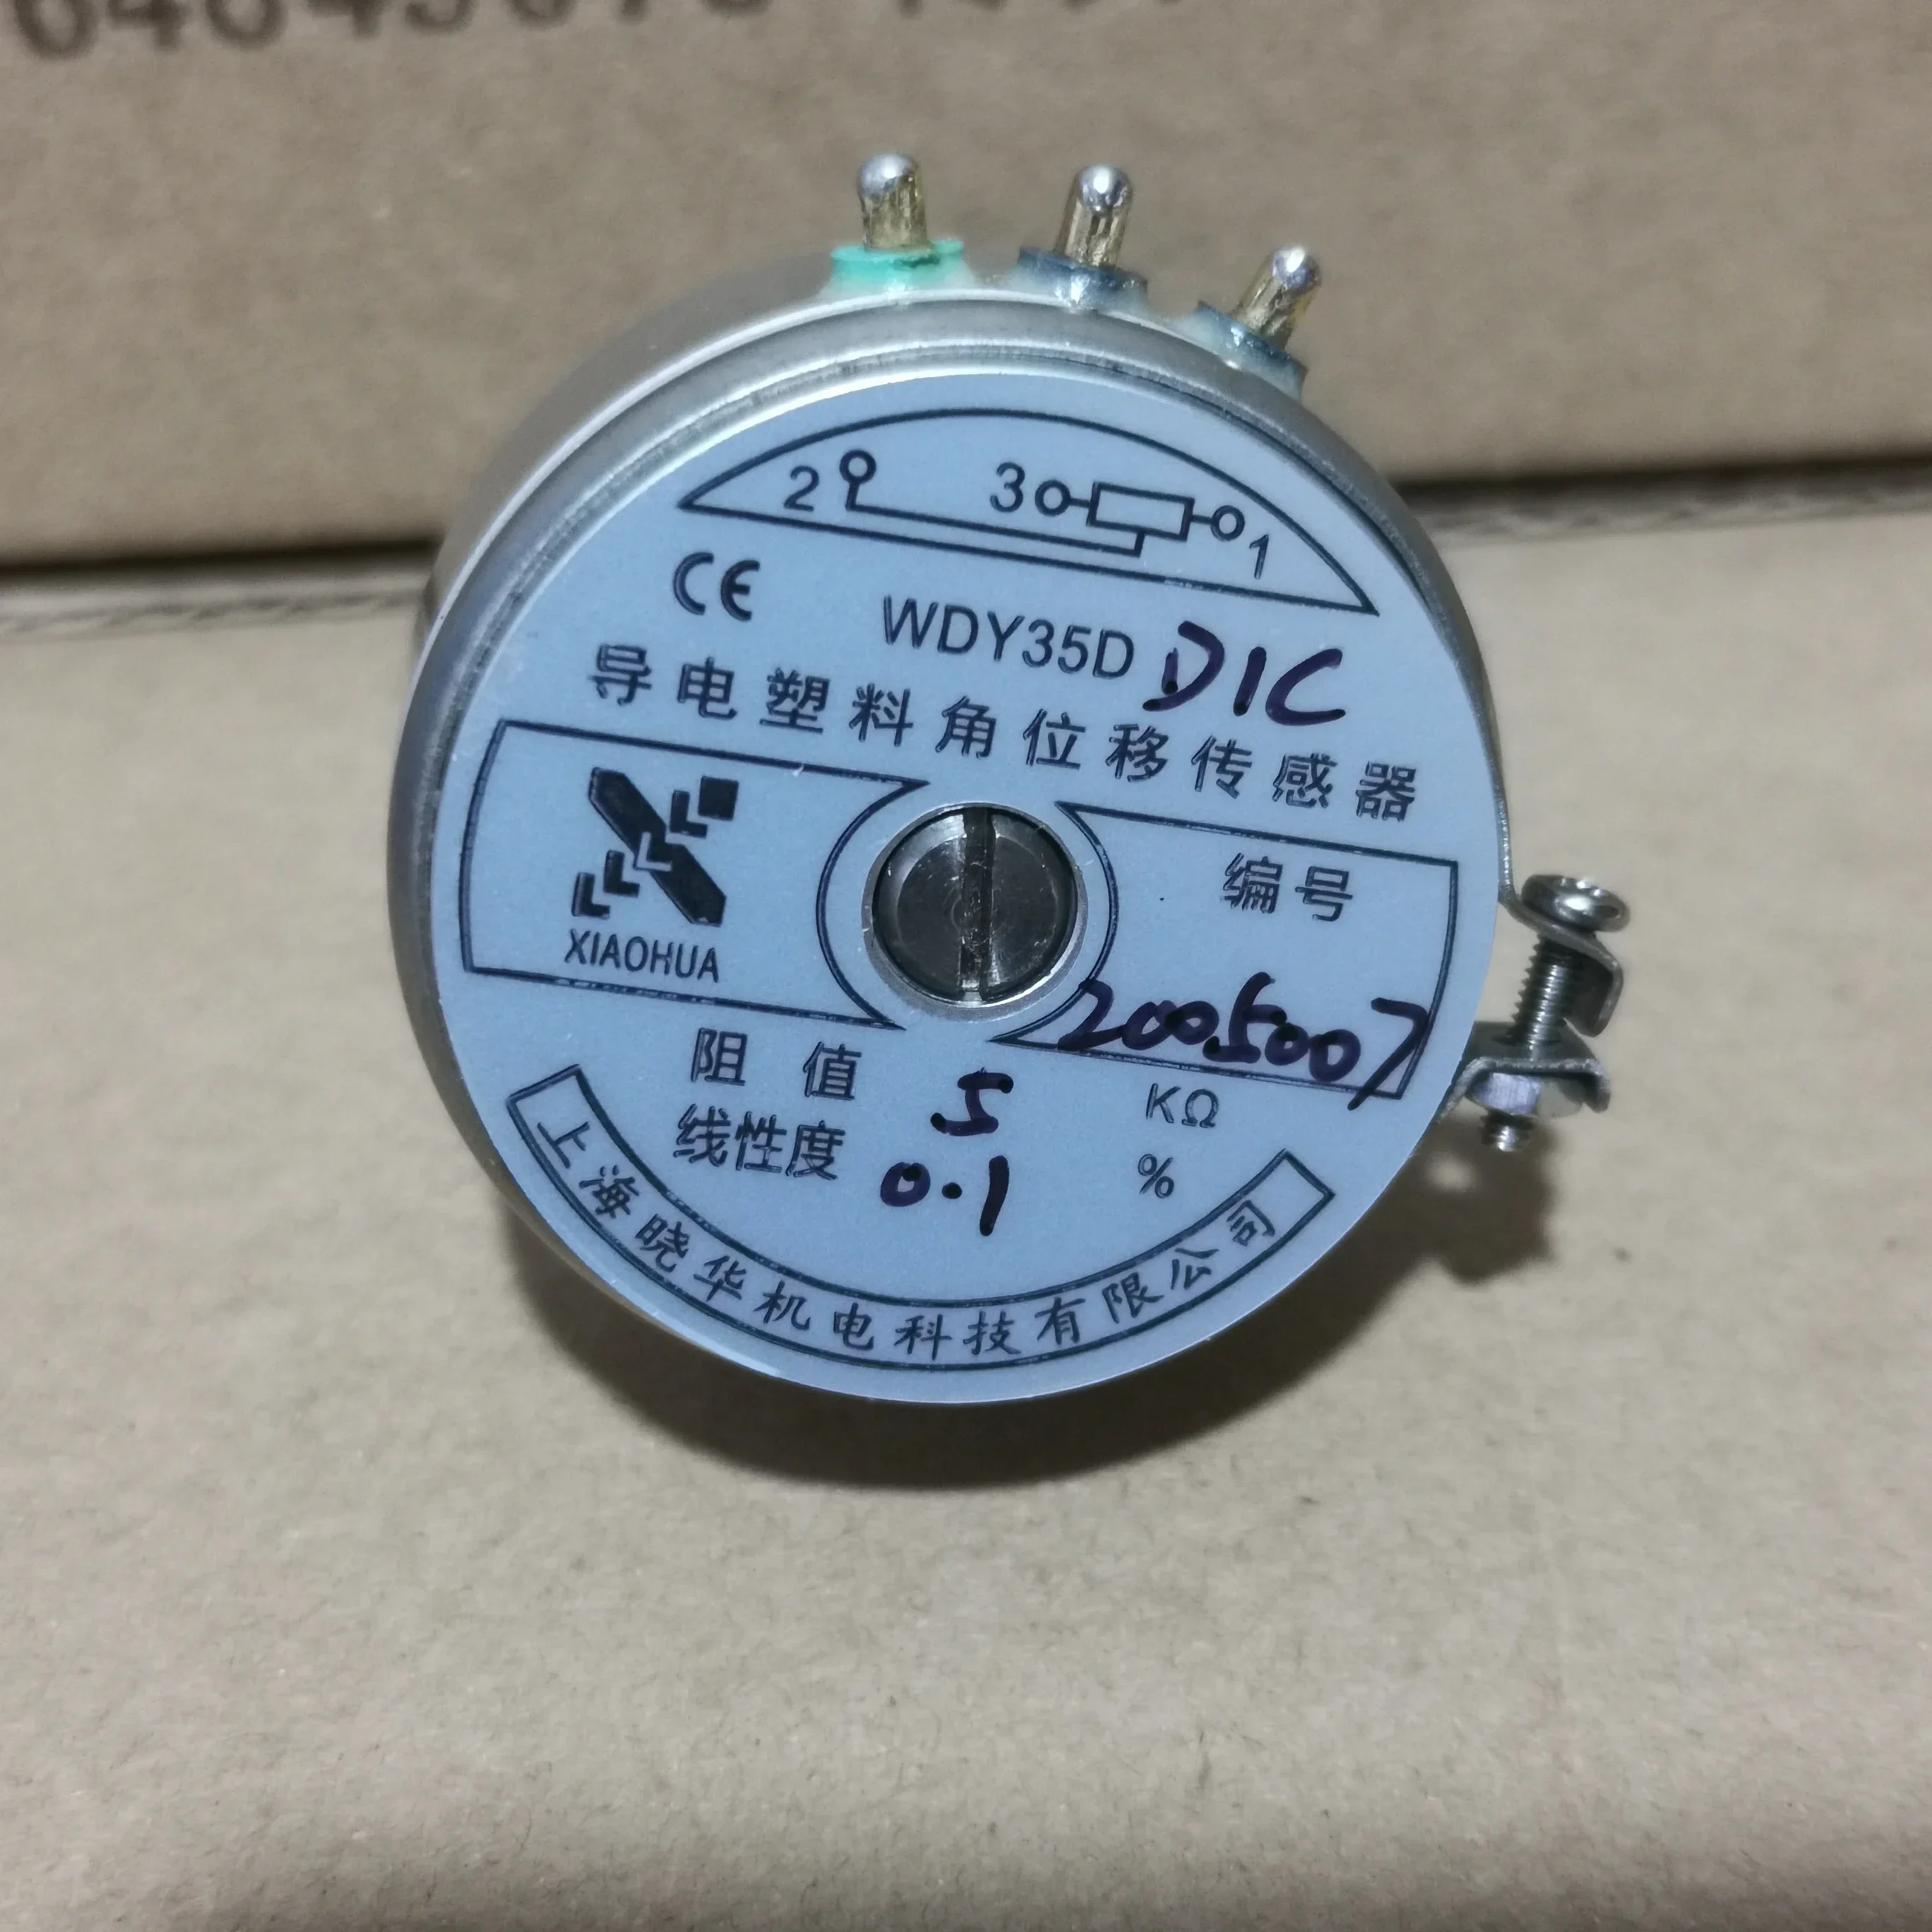 2 3 1
CE WDY35D D1C
导电塑料角位移传感器
XIAOHUA
编号
2005007
阻值 5 KΩ
线性度 0.1 %
上海晓华机电科技有限公司